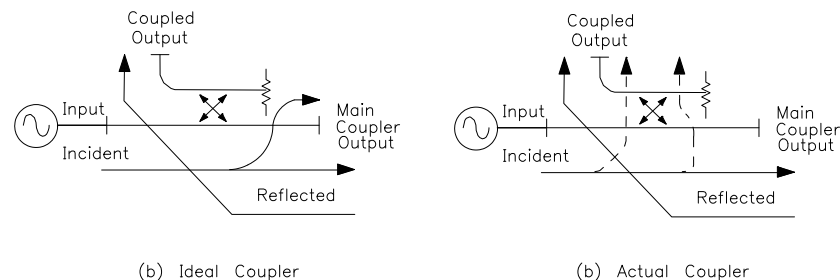 Coupled
Output
Input
Incident
Main
Coupler
Output
Reflected
(b) Ideal Coupler
Coupled
Output
Input
Incident
Main
Coupler
Output
Reflected
(b) Actual Coupler